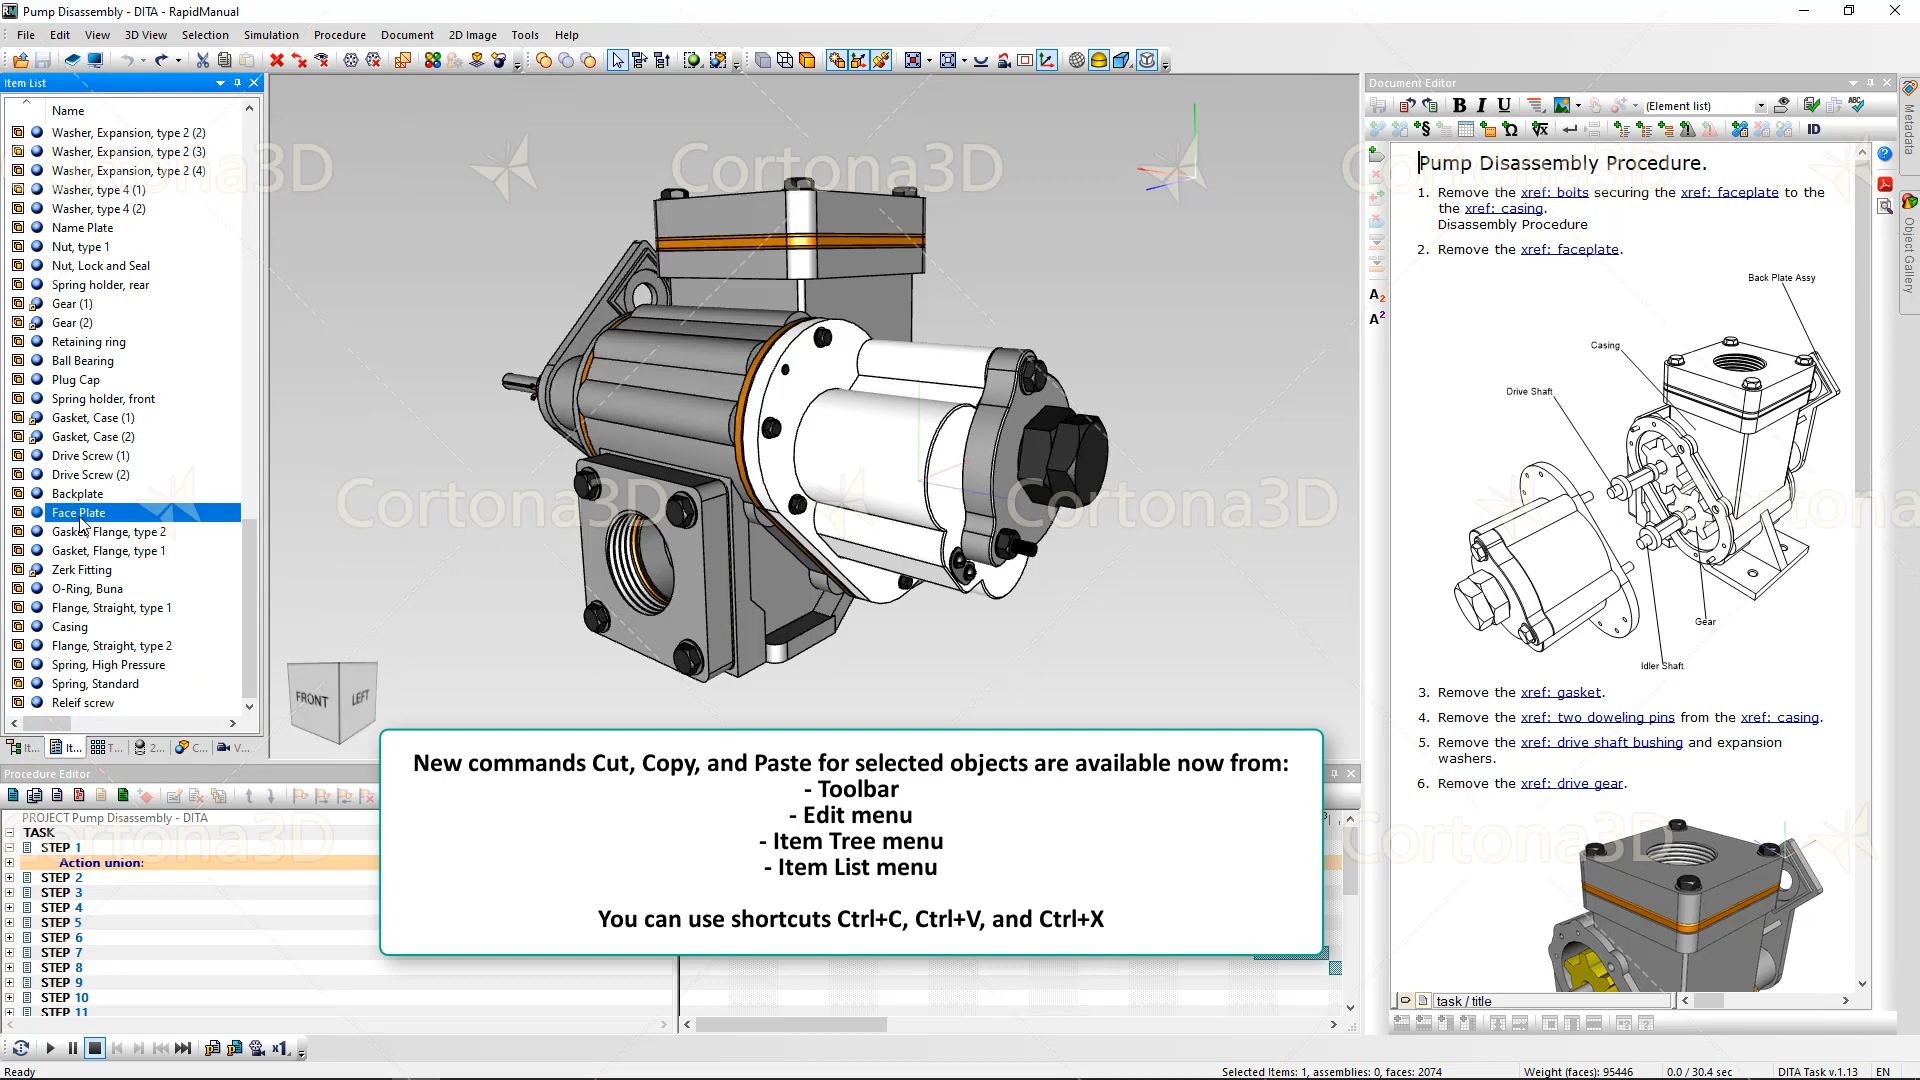 Pump Disassembly - DITA - RapidManual
File Edit View 3D View Selection Simulation Procedure Document 2D Image Tools Help
Item List
Name
Washer, Expansion, type 2 (2)
Washer, Expansion, type 2 (3)
Washer, Expansion, type 2 (4)
Washer, type 4 (1)
Washer, type 4 (2)
Name Plate
Nut, type 1
Nut, Lock and Seal
Spring holder, rear
Gear (1)
Gear (2)
Retaining ring
Ball Bearing
Plug Cap
Spring holder, front
Gasket, Case (1)
Gasket, Case (2)
Drive Screw (1)
Drive Screw (2)
Backplate
Face Plate
Gasket, Flange, type 2
Gasket, Flange, type 1
Zerk Fitting
O-Ring, Buna
Flange, Straight, type 1
Casing
Flange, Straight, type 2
Spring, High Pressure
Spring, Standard
Releif screw
It... It... T... 2... C... V...
Cortona3D
Cortona3D
Cortona3D
FRONT LEFT
New commands Cut, Copy, and Paste for selected objects are available now from:
- Toolbar
- Edit menu
- Item Tree menu
- Item List menu
You can use shortcuts Ctrl+C, Ctrl+V, and Ctrl+X
Procedure Editor
PROJECT Pump Disassembly - DITA
TASK
STEP 1
Action union:
STEP 2
STEP 3
STEP 4
STEP 5
STEP 6
STEP 7
STEP 8
STEP 9
STEP 10
STEP 11
x1
Document Editor
B I U (Element list) ABC
§ Ω √x ID
A2
A2
Metadata
Object Gallery
Pump Disassembly Procedure.
1. Remove the xref: bolts securing the xref: faceplate to the
the xref: casing.
Disassembly Procedure
2. Remove the xref: faceplate.
Back Plate Assy
Casing
Drive Shaft
Gear
Idler Shaft
3. Remove the xref: gasket.
4. Remove the xref: two doweling pins from the xref: casing.
5. Remove the xref: drive shaft bushing and expansion
washers.
6. Remove the xref: drive gear.
task / title
Ready
Selected Items: 1, assemblies: 0, faces: 2074
Weight (faces): 95446
0.0 / 30.4 sec
DITA Task v.1.13
EN